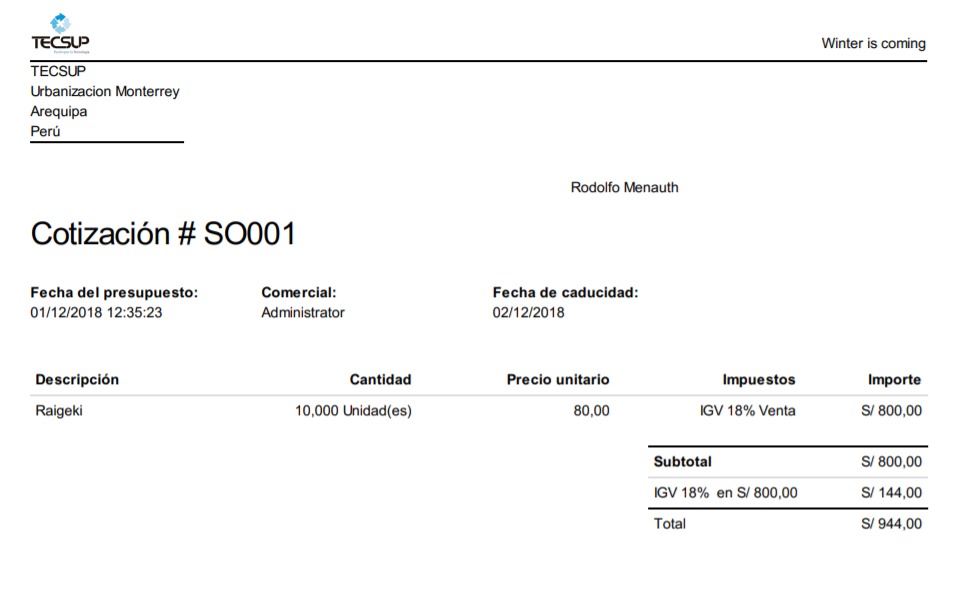 TECSUP
Winter is coming
TECSUP
Urbanizacion Monterrey
Arequipa
Perú
Rodolfo Menauth
Cotización # SO001
Fecha del presupuesto: Comercial: Fecha de caducidad:
01/12/2018 12:35:23 Administrator 02/12/2018
Descripción Cantidad Precio unitario Impuestos Importe
Raigeki 10,000 Unidad(es) 80,00 IGV 18% Venta S/ 800,00
Subtotal S/ 800,00
IGV 18% en S/ 800,00 S/ 144,00
Total S/ 944,00